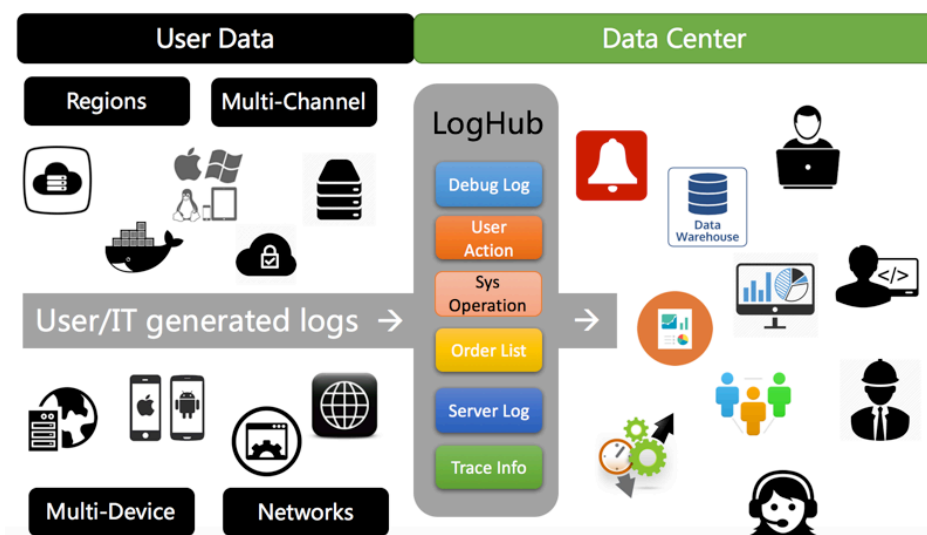 User Data
Data Center
Regions
Multi-Channel
LogHub
Debug Log
User
Action
Sys
Operation
Order List
Server Log
Trace Info
User/IT generated logs →
→
Data
Warehouse
</>
Multi-Device
Networks